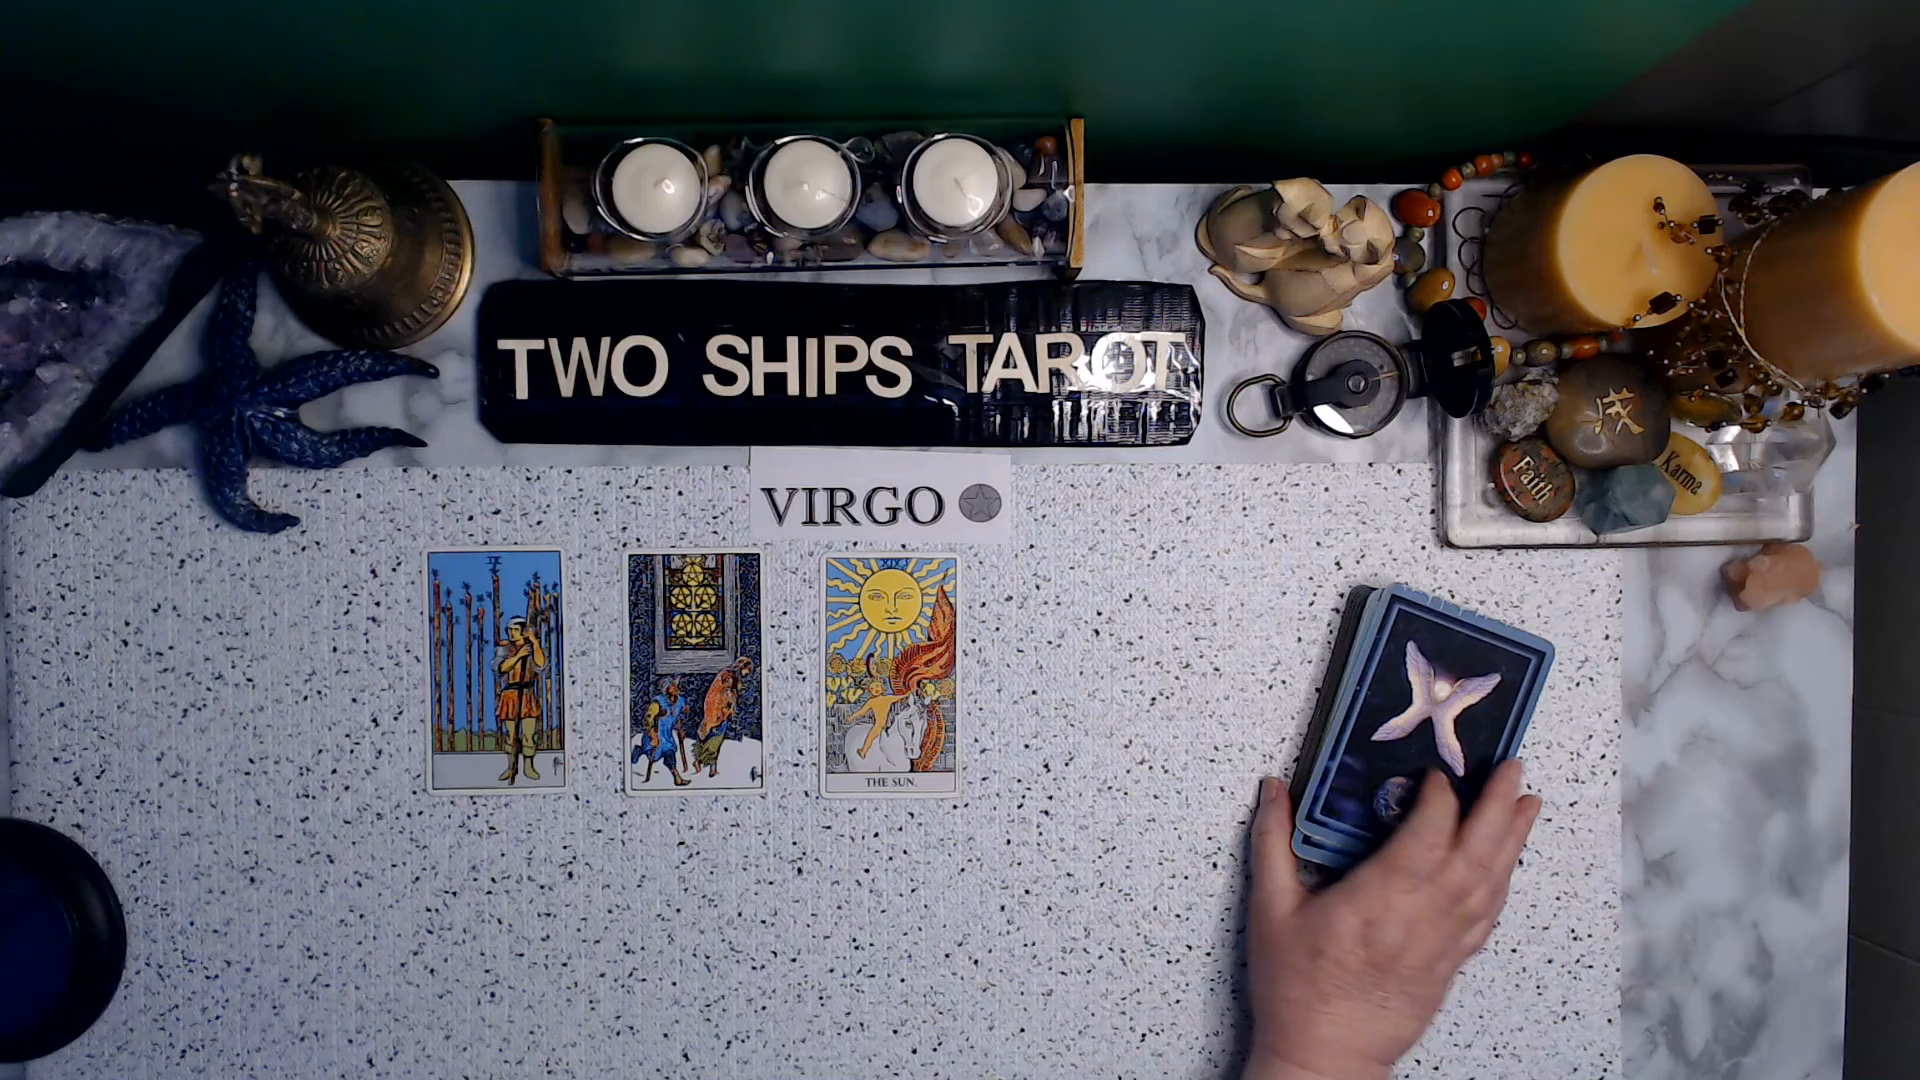 TWO SHIPS TAROT
VIRGO
Faith
Karma
THE SUN.